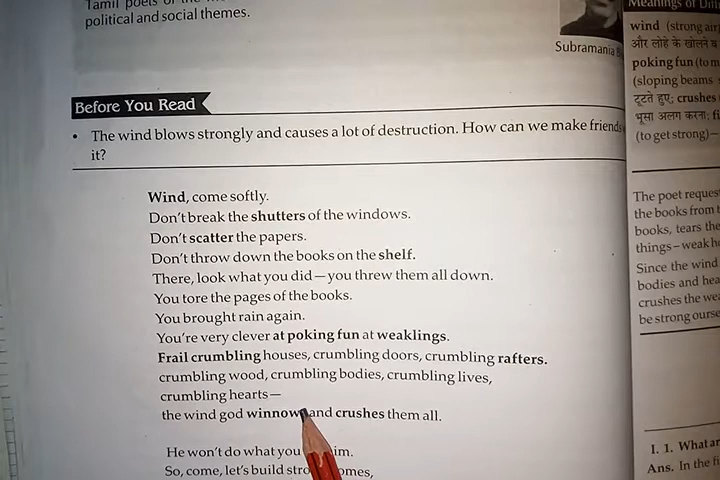 Tamil poets of the
political and social themes.
Subramania
Before You Read
• The wind blows strongly and causes a lot of destruction. How can we make friends
it?
Wind, come softly.
Don't break the shutters of the windows.
Don't scatter the papers.
Don't throw down the books on the shelf.
There, look what you did—you threw them all down.
You tore the pages of the books.
You brought rain again.
You're very clever at poking fun at weaklings.
Frail crumbling houses, crumbling doors, crumbling rafters.
crumbling wood, crumbling bodies, crumbling lives,
crumbling hearts—
the wind god winnows and crushes them all.
He won't do what you him.
So, come, let's build
Meanings of
wind (strong air
और लोहे के खोलने व
poking fun (to m
(sloping beams
टूटते हुए; crushes
भूसा अलग करना;
(to get strong)—
The poet reques
the books from
books, tears the
things–weak
Since the wind
bodies and hea
crushes the wea
be strong ourse
I. 1. What ar
Ans. In the fi